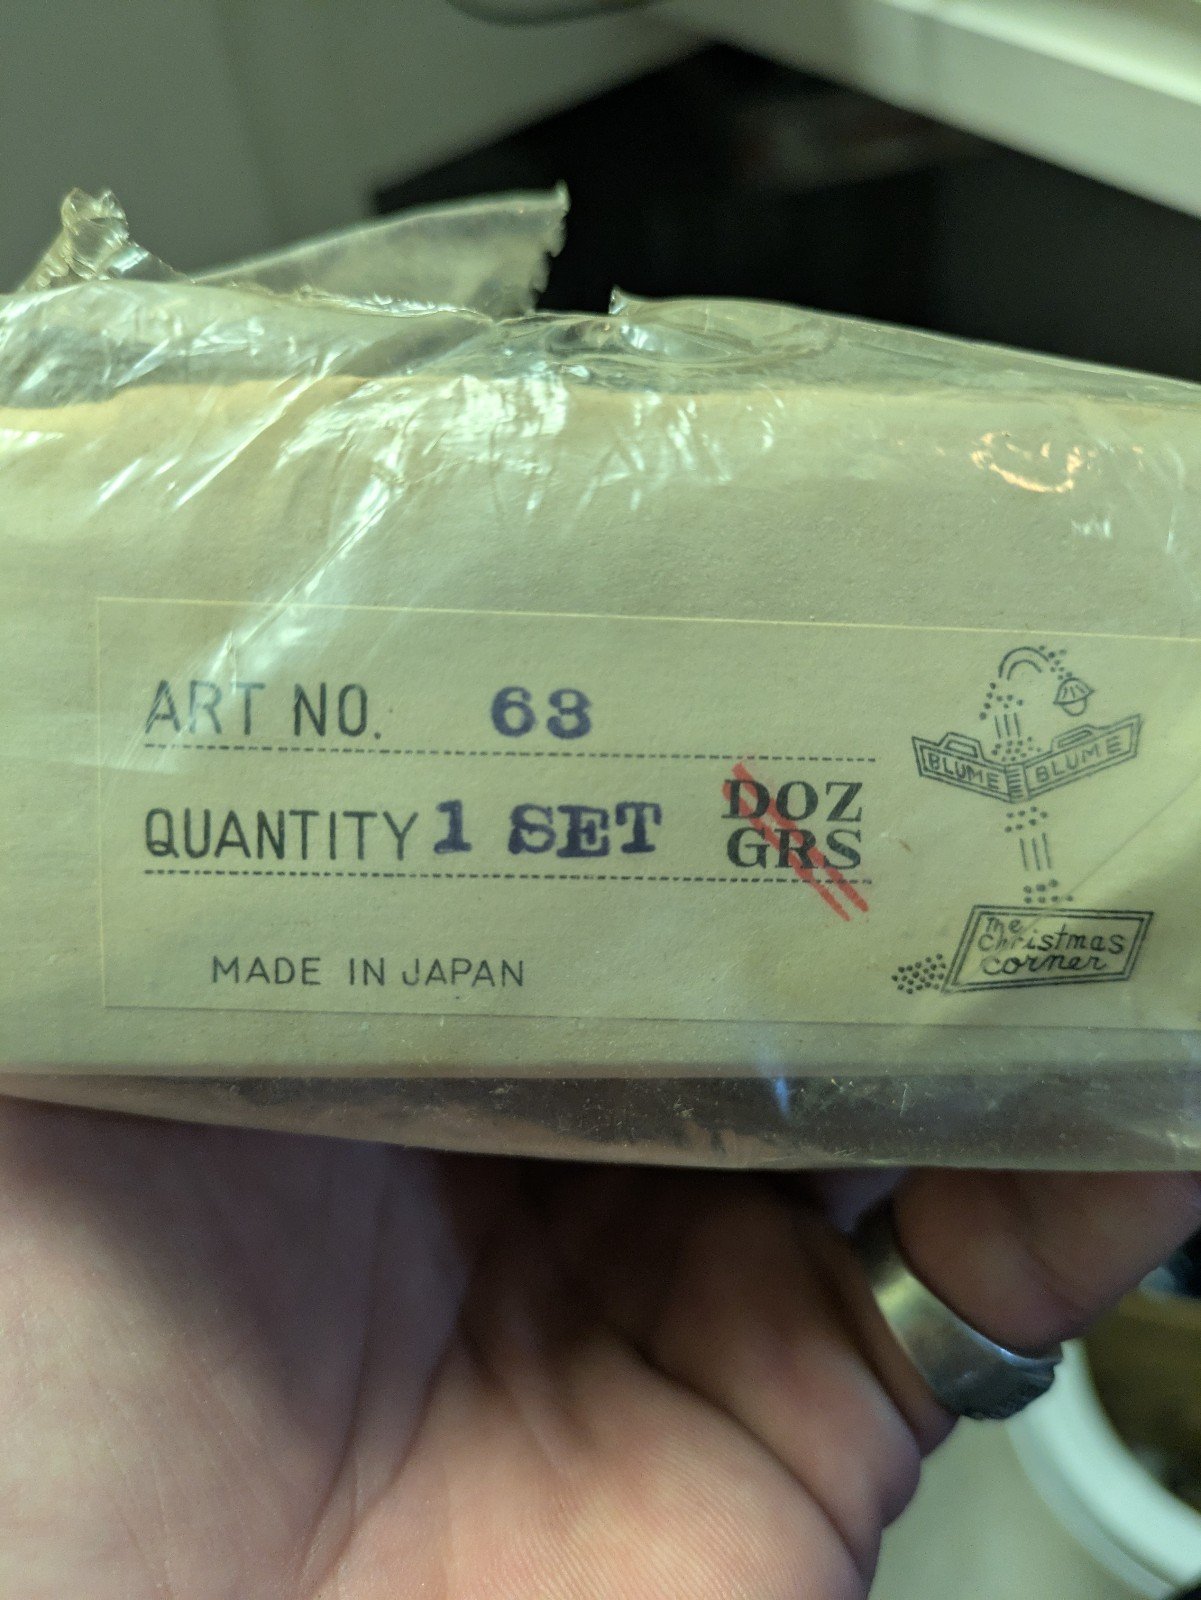 ART NO. 63
QUANTITY 1 SET DOZ
GRS
MADE IN JAPAN
BLUME BLUME
The
Christmas
corner